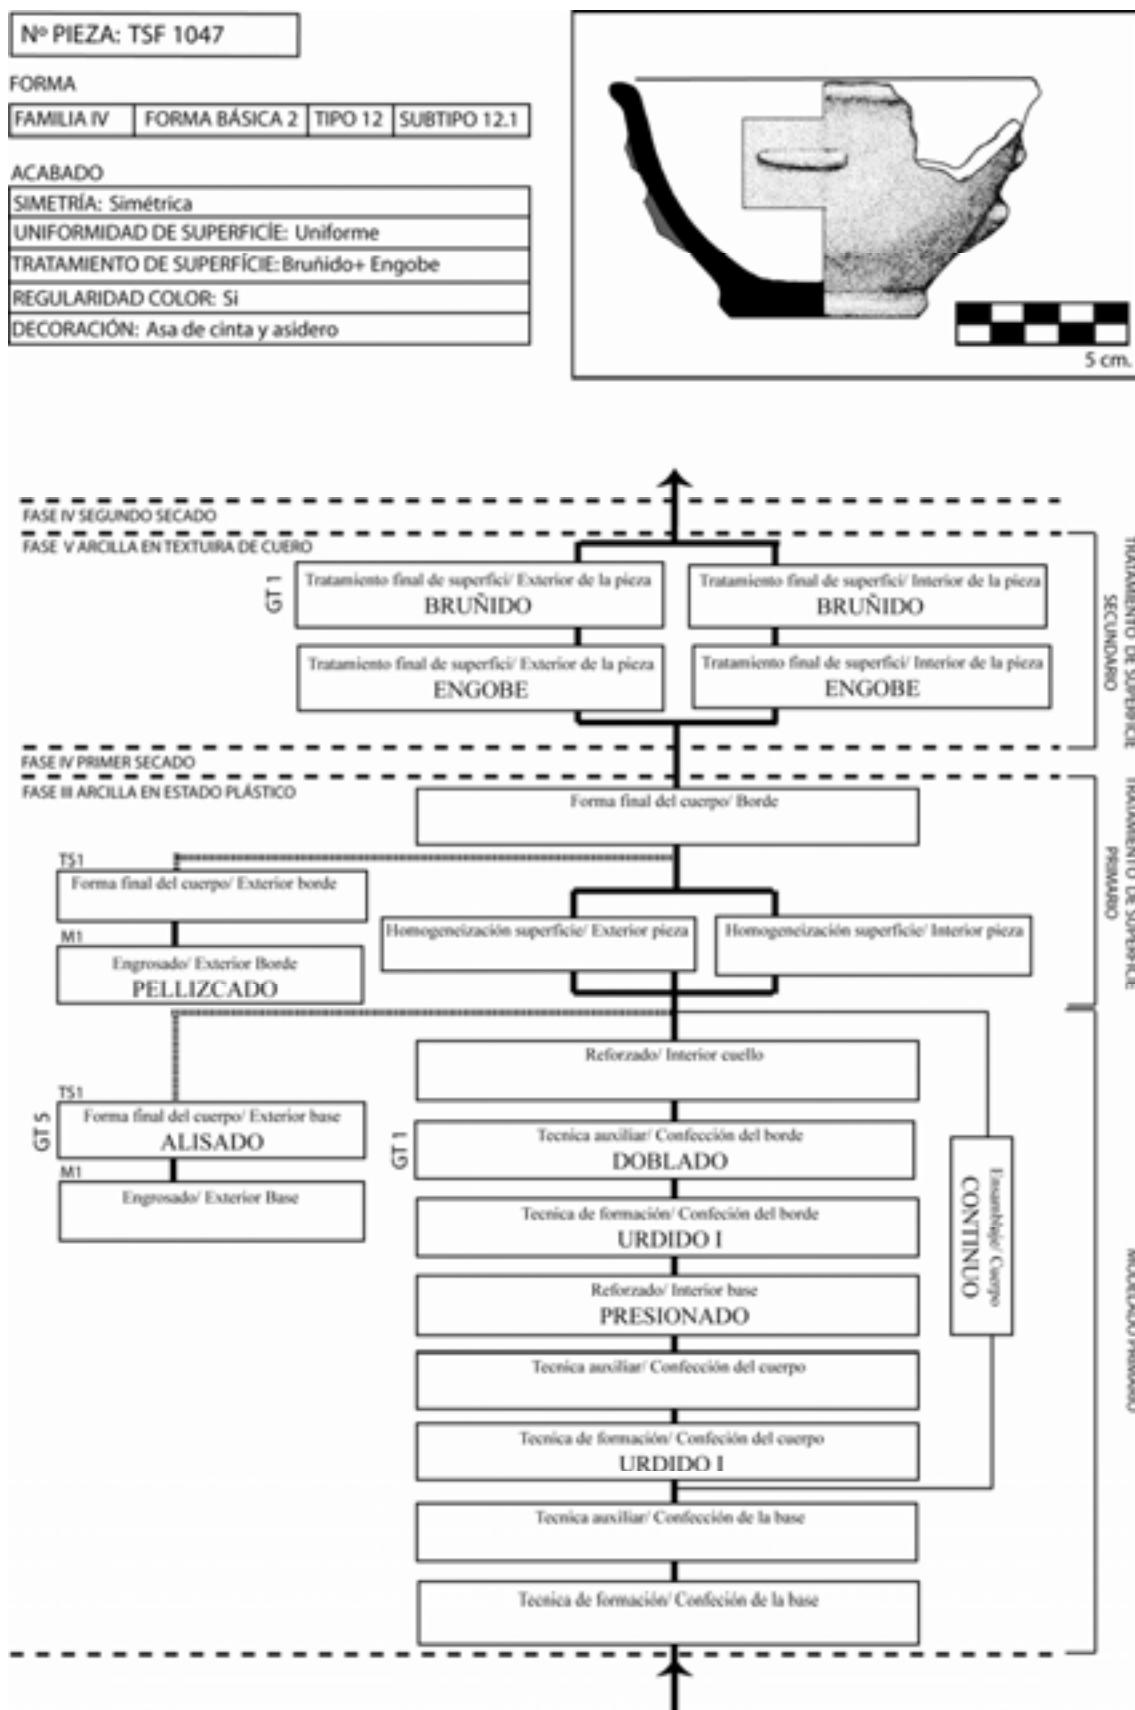 Nº PIEZA: TSF 1047
FORMA
FAMILIA IV FORMA BÁSICA 2 TIPO 12 SUBTIPO 12.1
ACABADO
SIMETRÍA: Simétrica
UNIFORMIDAD DE SUPERFICÍE: Uniforme
TRATAMIENTO DE SUPERFÍCIE: Bruñido+ Engobe
REGULARIDAD COLOR: Si
DECORACIÓN: Asa de cinta y asidero
5 cm.
FASE IV SEGUNDO SECADO
FASE V ARCILLA EN TEXTUIRA DE CUERO
GT 1
Tratamiento final de superfici/ Exterior de la pieza
BRUÑIDO
Tratamiento final de superfici/ Interior de la pieza
BRUÑIDO
Tratamiento final de superfici/ Exterior de la pieza
ENGOBE
Tratamiento final de superfici/ Interior de la pieza
ENGOBE
TRATAMIENTO DE SUPERFICIE
SECUNDARIO
FASE IV PRIMER SECADO
FASE III ARCILLA EN ESTADO PLÁSTICO
Forma final del cuerpo/ Borde
TS1
Forma final del cuerpo/ Exterior borde
M1
Engrosado/ Exterior Borde
PELLIZCADO
Homogeneización superficie/ Exterior pieza
Homogeneización superficie/ Interior pieza
TRATAMIENTO DE SUPERFICIE
PRIMARIO
Reforzado/ Interior cuello
TS1
GT 5
Forma final del cuerpo/ Exterior base
ALISADO
M1
Engrosado/ Exterior Base
GT 1
Tecnica auxiliar/ Confección del borde
DOBLADO
Tecnica de formación/ Confeción del borde
URDIDO I
Reforzado/ Interior base
PRESIONADO
Tecnica auxiliar/ Confección del cuerpo
Tecnica de formación/ Confeción del cuerpo
URDIDO I
Ensamblaje/ Cuerpo
CONTINUO
Tecnica auxiliar/ Confección de la base
Tecnica de formación/ Confeción de la base
MODELADO PRIMARIO